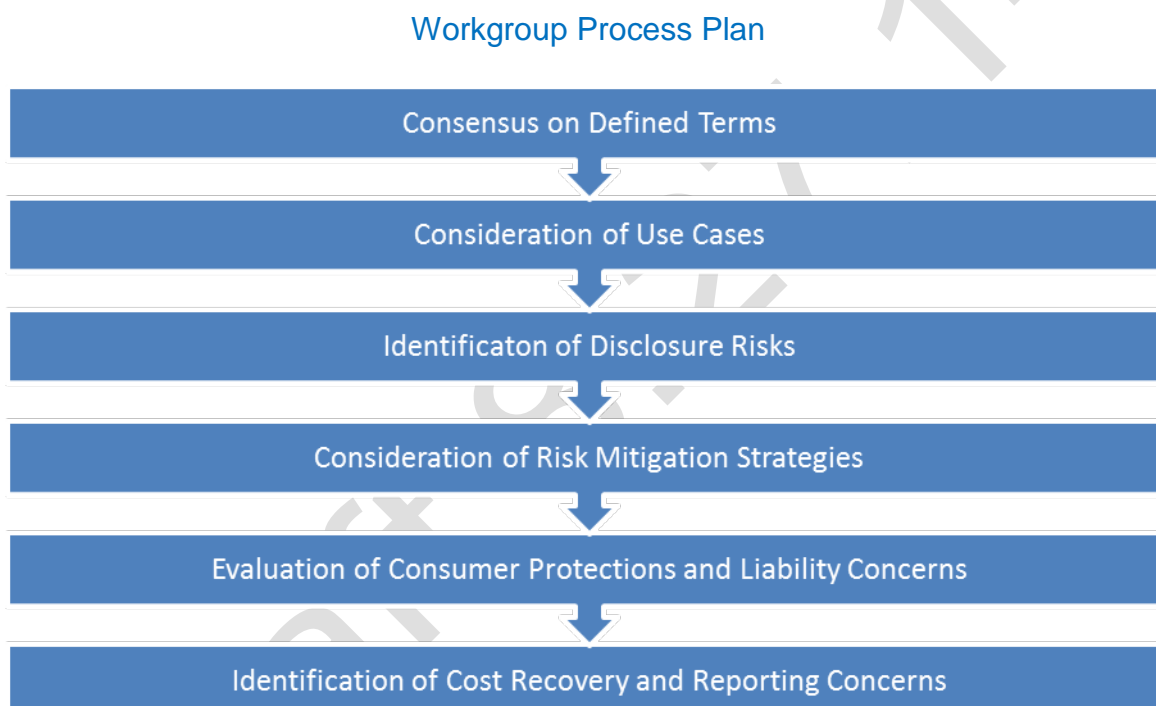 Workgroup Process Plan
Consensus on Defined Terms
Consideration of Use Cases
Identificaton of Disclosure Risks
Consideration of Risk Mitigation Strategies
Evaluation of Consumer Protections and Liability Concerns
Identification of Cost Recovery and Reporting Concerns